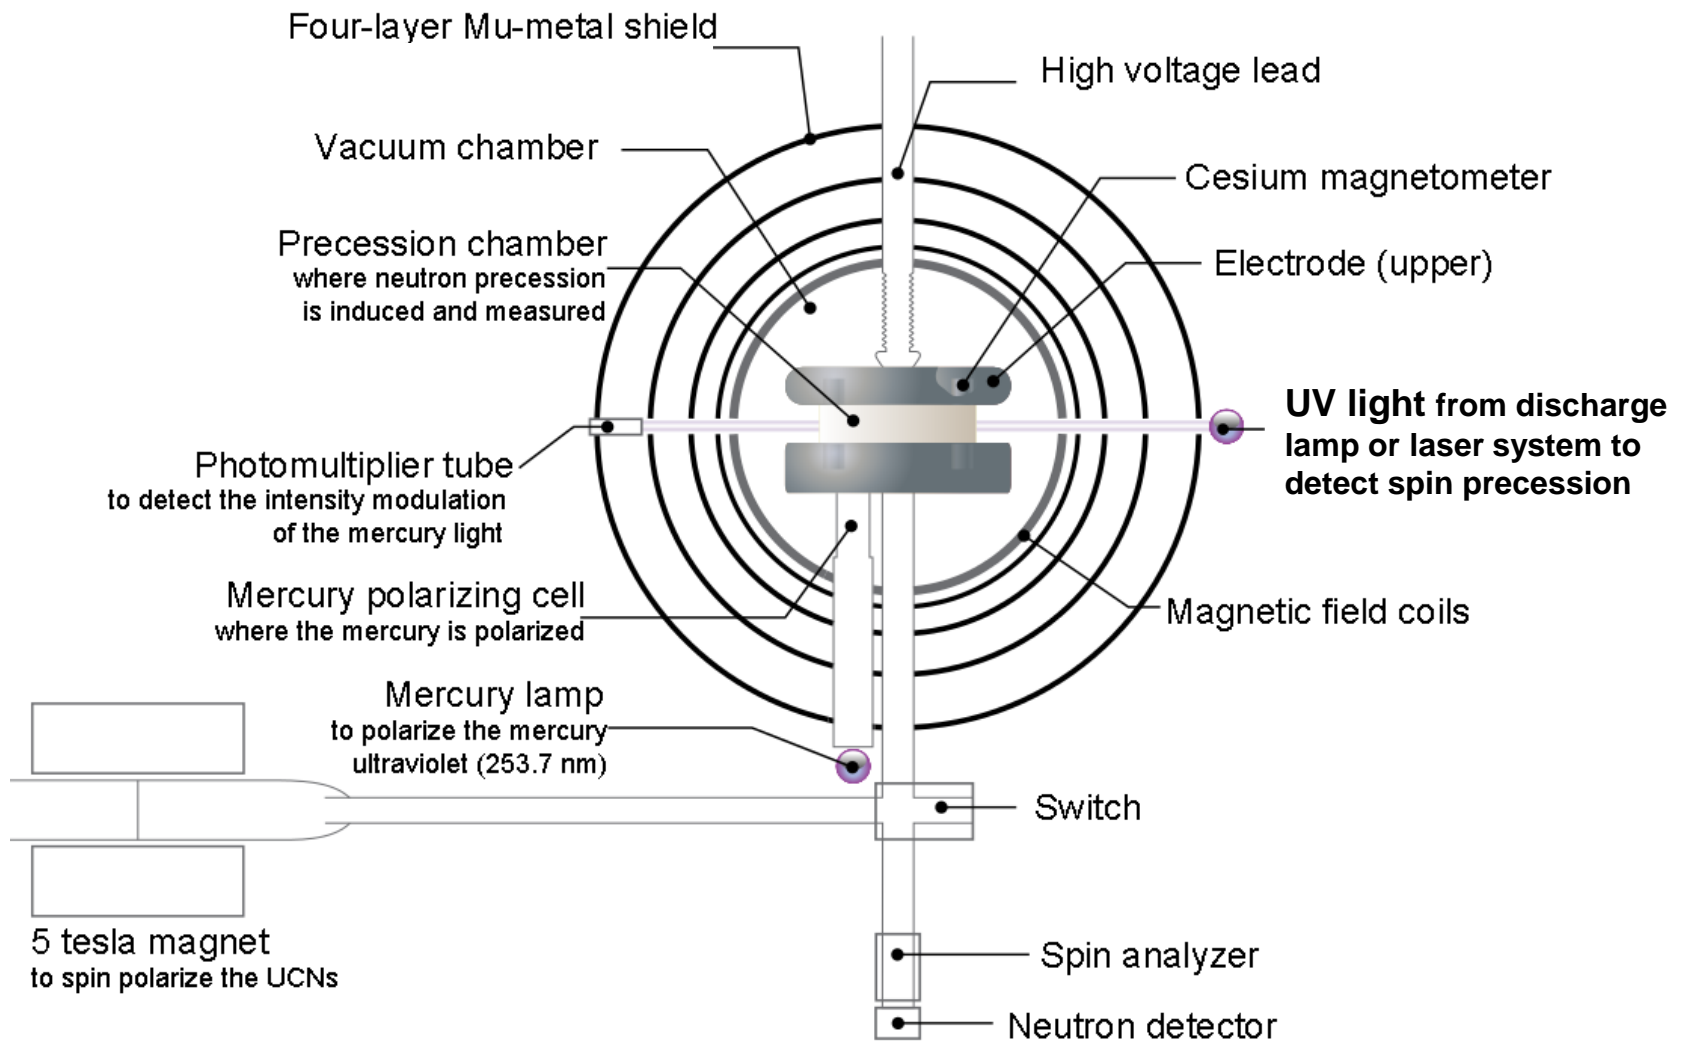 Four-layer Mu-metal shield
High voltage lead
Vacuum chamber
Cesium magnetometer
Precession chamber
where neutron precession
is induced and measured
Electrode (upper)
UV light from discharge
lamp or laser system to
detect spin precession
Photomultiplier tube
to detect the intensity modulation
of the mercury light
Mercury polarizing cell
where the mercury is polarized
Magnetic field coils
Mercury lamp
to polarize the mercury
ultraviolet (253.7 nm)
Switch
5 tesla magnet
to spin polarize the UCNs
Spin analyzer
Neutron detector